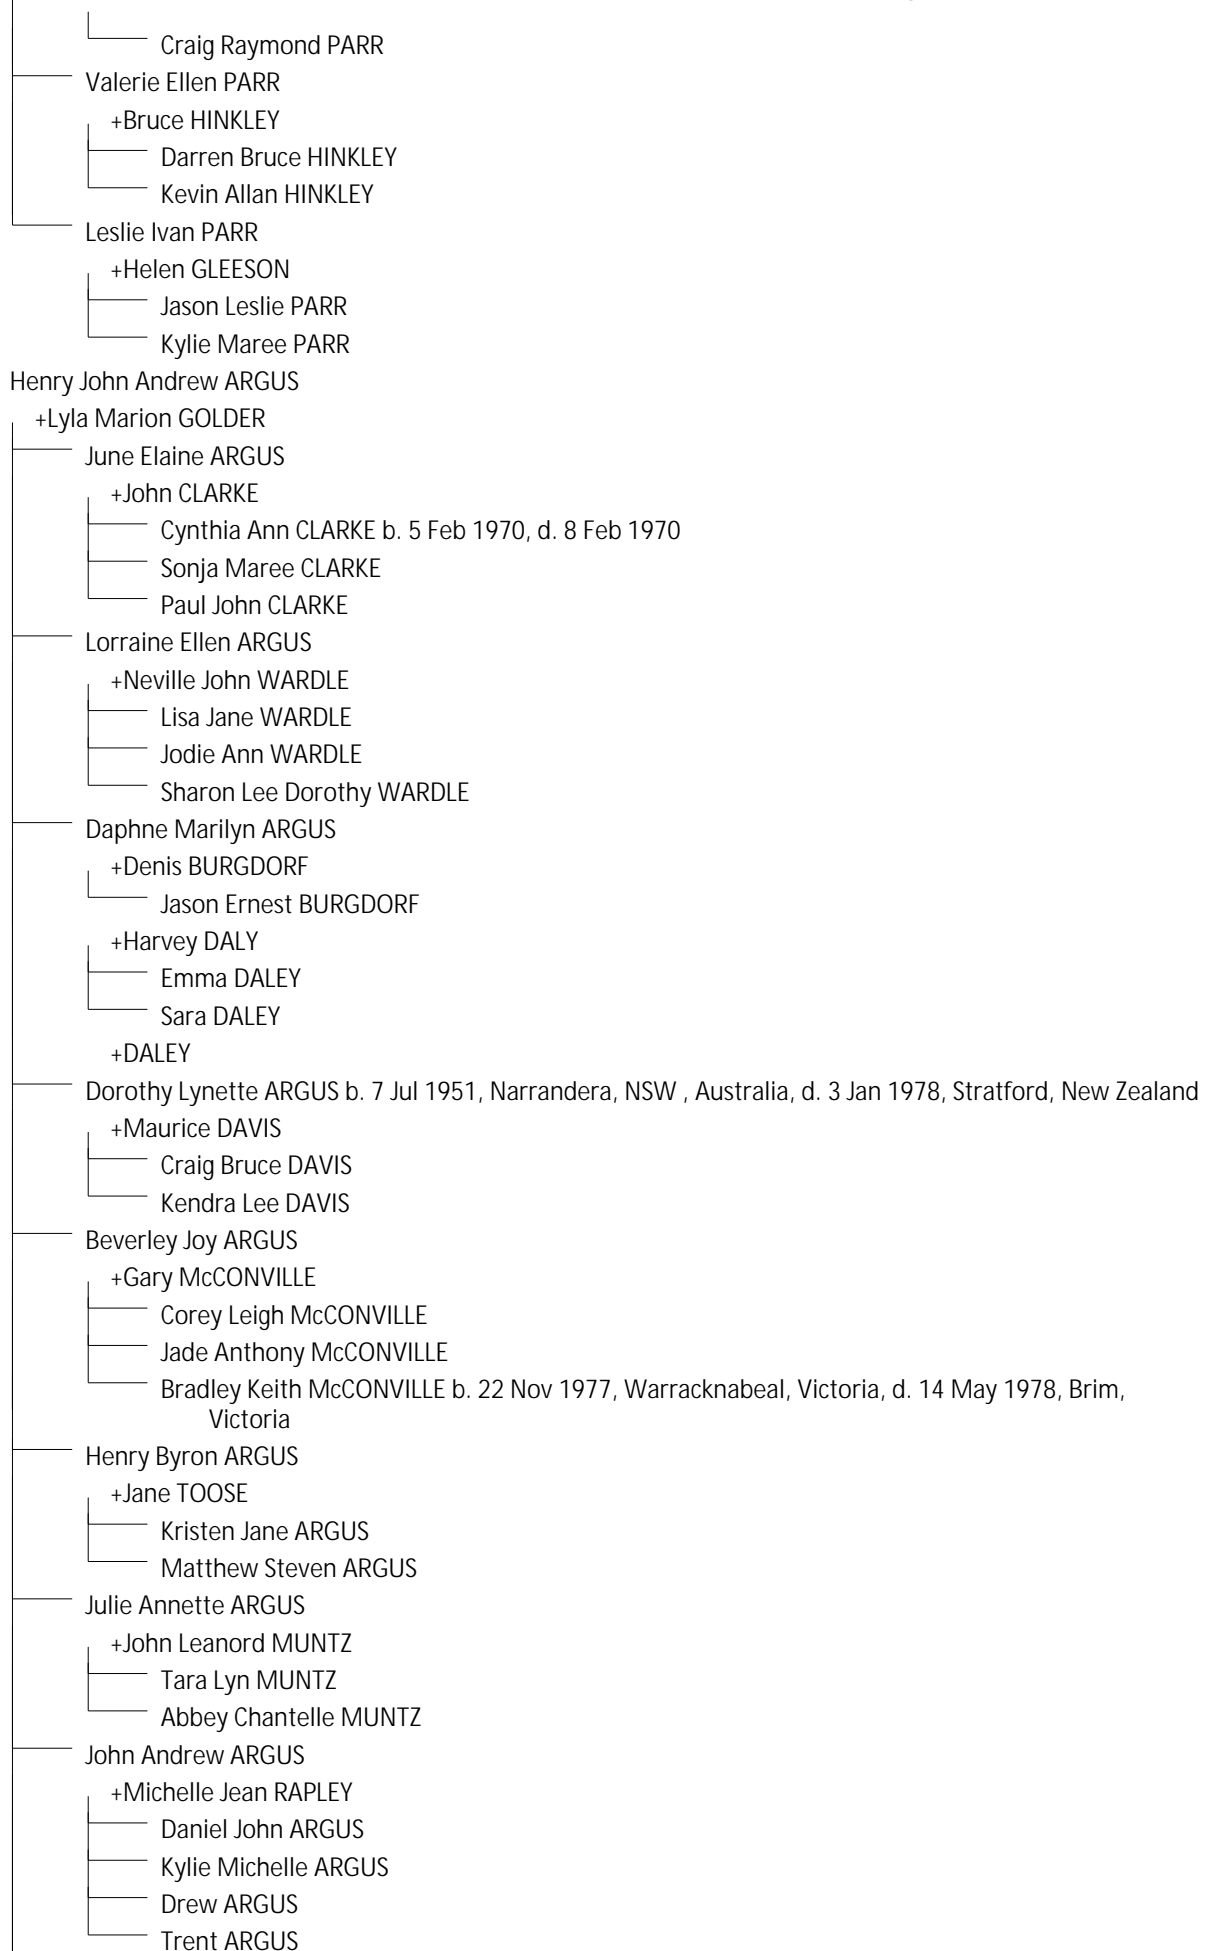 Craig Raymond PARR
Valerie Ellen PARR
+Bruce HINKLEY
Darren Bruce HINKLEY
Kevin Allan HINKLEY
Leslie Ivan PARR
+Helen GLEESON
Jason Leslie PARR
Kylie Maree PARR
Henry John Andrew ARGUS
+Lyla Marion GOLDER
June Elaine ARGUS
+John CLARKE
Cynthia Ann CLARKE b. 5 Feb 1970, d. 8 Feb 1970
Sonja Maree CLARKE
Paul John CLARKE
Lorraine Ellen ARGUS
+Neville John WARDLE
Lisa Jane WARDLE
Jodie Ann WARDLE
Sharon Lee Dorothy WARDLE
Daphne Marilyn ARGUS
+Denis BURGDORF
Jason Ernest BURGDORF
+Harvey DALY
Emma DALEY
Sara DALEY
+DALEY
Dorothy Lynette ARGUS b. 7 Jul 1951, Narrandera, NSW , Australia, d. 3 Jan 1978, Stratford, New Zealand
+Maurice DAVIS
Craig Bruce DAVIS
Kendra Lee DAVIS
Beverley Joy ARGUS
+Gary McCONVILLE
Corey Leigh McCONVILLE
Jade Anthony McCONVILLE
Bradley Keith McCONVILLE b. 22 Nov 1977, Warracknabeal, Victoria, d. 14 May 1978, Brim,
Victoria
Henry Byron ARGUS
+Jane TOOSE
Kristen Jane ARGUS
Matthew Steven ARGUS
Julie Annette ARGUS
+John Leanord MUNTZ
Tara Lyn MUNTZ
Abbey Chantelle MUNTZ
John Andrew ARGUS
+Michelle Jean RAPLEY
Daniel John ARGUS
Kylie Michelle ARGUS
Drew ARGUS
Trent ARGUS